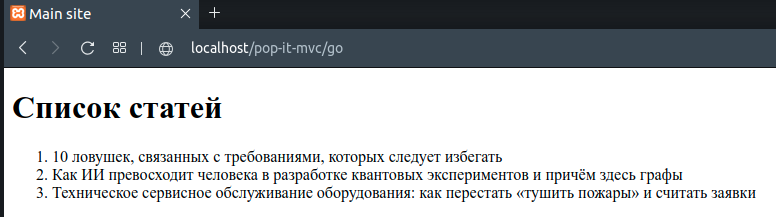 Main site
localhost/pop-it-mvc/go
Список статей
1. 10 ловушек, связанных с требованиями, которых следует избегать
2. Как ИИ превосходит человека в разработке квантовых экспериментов и причём здесь графы
3. Техническое сервисное обслуживание оборудования: как перестать «тушить пожары» и считать заявки